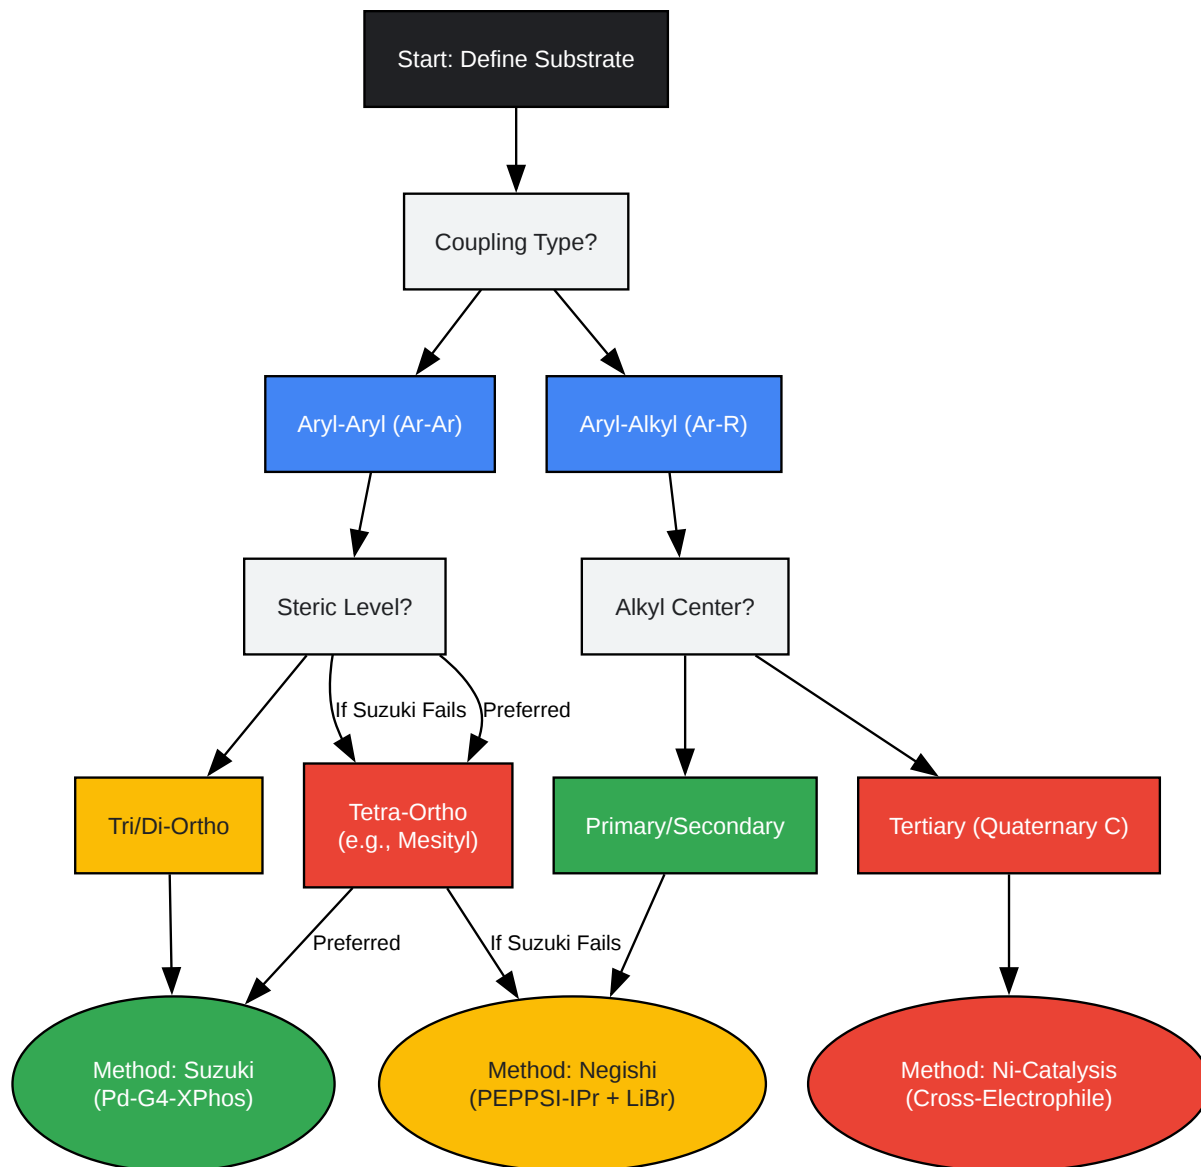 Start: Define Substrate
Coupling Type?
Aryl-Aryl (Ar-Ar)
Aryl-Alkyl (Ar-R)
Steric Level?
Alkyl Center?
If Suzuki Fails
Preferred
Tri/Di-Ortho
Tetra-Ortho
(e.g., Mesityl)
Primary/Secondary
Tertiary (Quaternary C)
Preferred
If Suzuki Fails
Method: Suzuki
(Pd-G4-XPhos)
Method: Negishi
(PEPPSI-IPr + LiBr)
Method: Ni-Catalysis
(Cross-Electrophile)